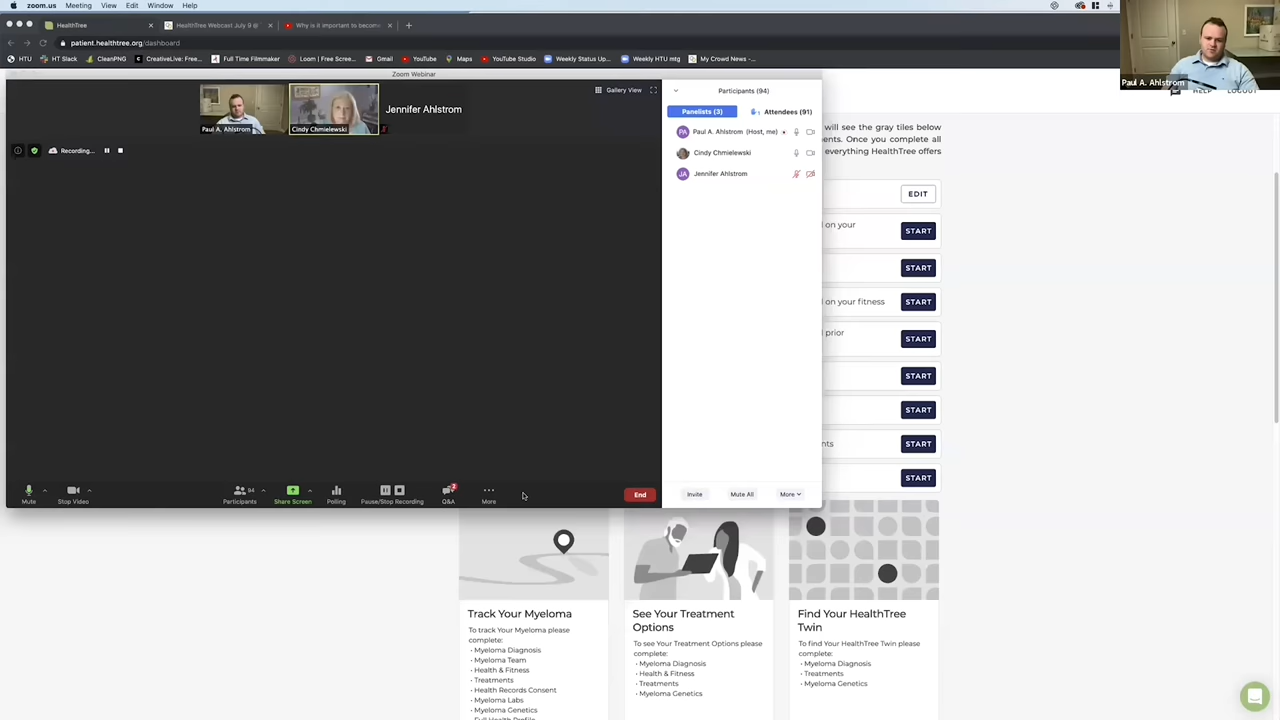 zoom.us Meeting View Edit Window Help
HealthTree
HealthTree Webcast July 9 @
Why is it important to becom
patient.healthtree.org/dashboard
HTU
HT Slack
CleanPNG
CreativeLive: Free
Full Time Filmmaker
Loom | Free Scree...
Gmail
YouTube
Maps
YouTube Studio
Weekly Status Up...
Weekly HTU mtg
My Crowd News -...
Zoom Webinar
Paul A. Ahlstrom
HELP
LOGOUT
Gallery View
Participants (94)
Paul A. Ahlstrom
Cindy Chmielewski
Jennifer Ahlstrom
Panelists (3)
Attendees (91)
PA Paul A. Ahlstrom (Host, me)
Cindy Chmielewski
JA Jennifer Ahlstrom
Recording...
will see the gray tiles below
ents. Once you complete all
everything HealthTree offers
EDIT
on your
START
START
on your fitness
START
prior
START
START
START
nts
START
START
Mute
Stop Video
Participants
94
Share Screen
Polling
Pause/Stop Recording
Q&A
More
End
Invite
Mute All
More
Track Your Myeloma
To track Your Myeloma please
complete:
• Myeloma Diagnosis
• Myeloma Team
• Health & Fitness
• Treatments
• Health Records Consent
• Myeloma Labs
• Myeloma Genetics
• Full Health Profile
See Your Treatment
Options
To see Your Treatment Options please
complete:
• Myeloma Diagnosis
• Health & Fitness
• Treatments
• Myeloma Genetics
Find Your HealthTree
Twin
To find Your HealthTree Twin please
complete:
• Myeloma Diagnosis
• Treatments
• Myeloma Genetics